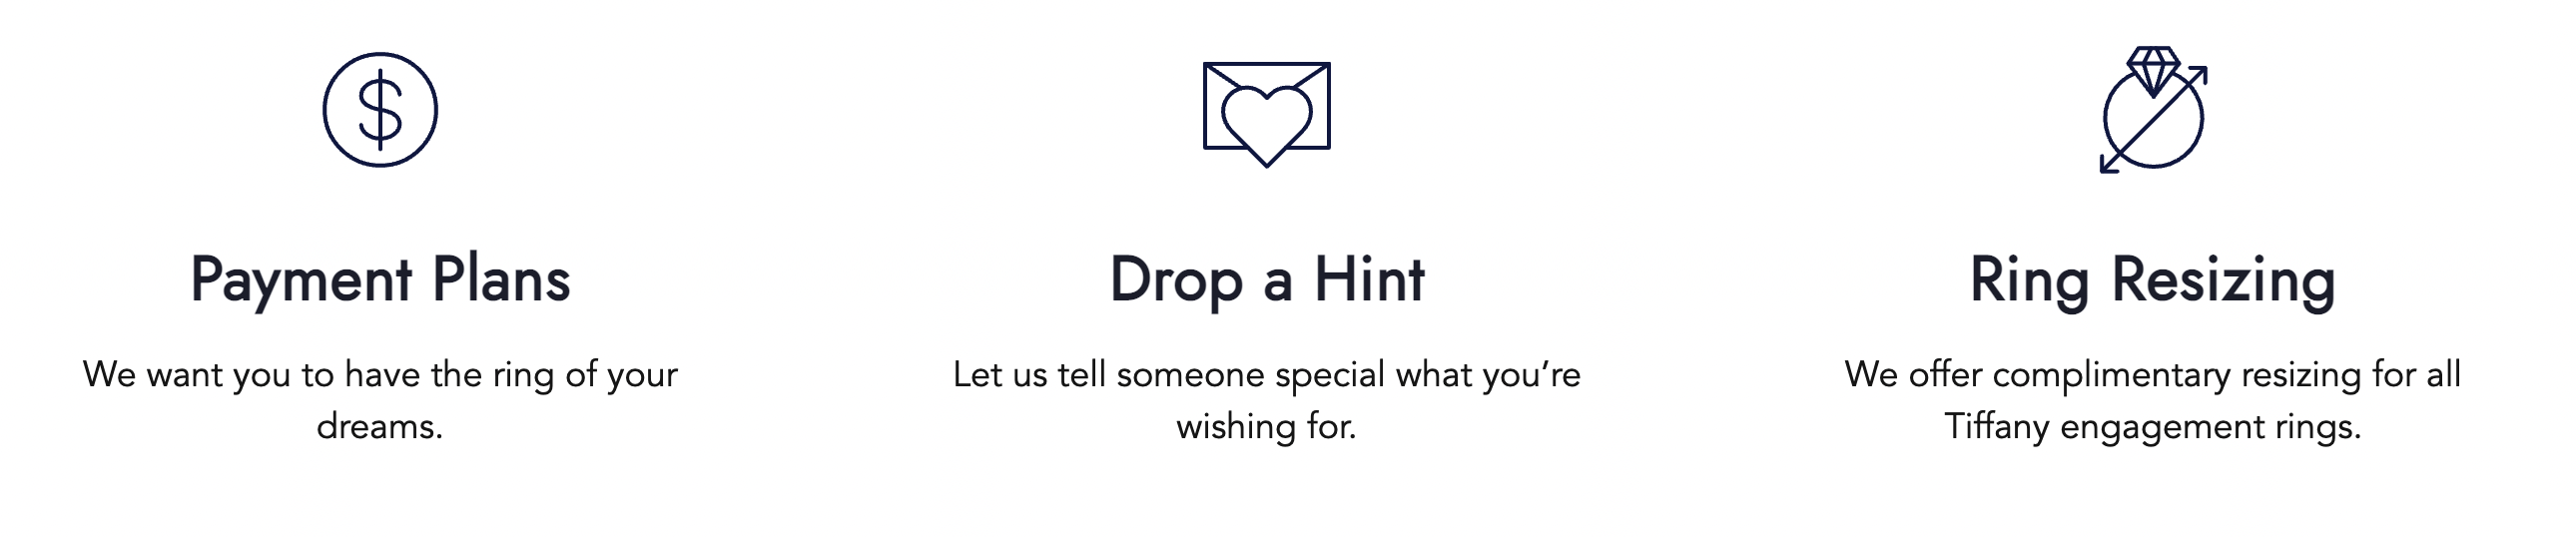 Payment Plans
We want you to have the ring of your
dreams.
Drop a Hint
Let us tell someone special what you’re
wishing for.
Ring Resizing
We offer complimentary resizing for all
Tiffany engagement rings.